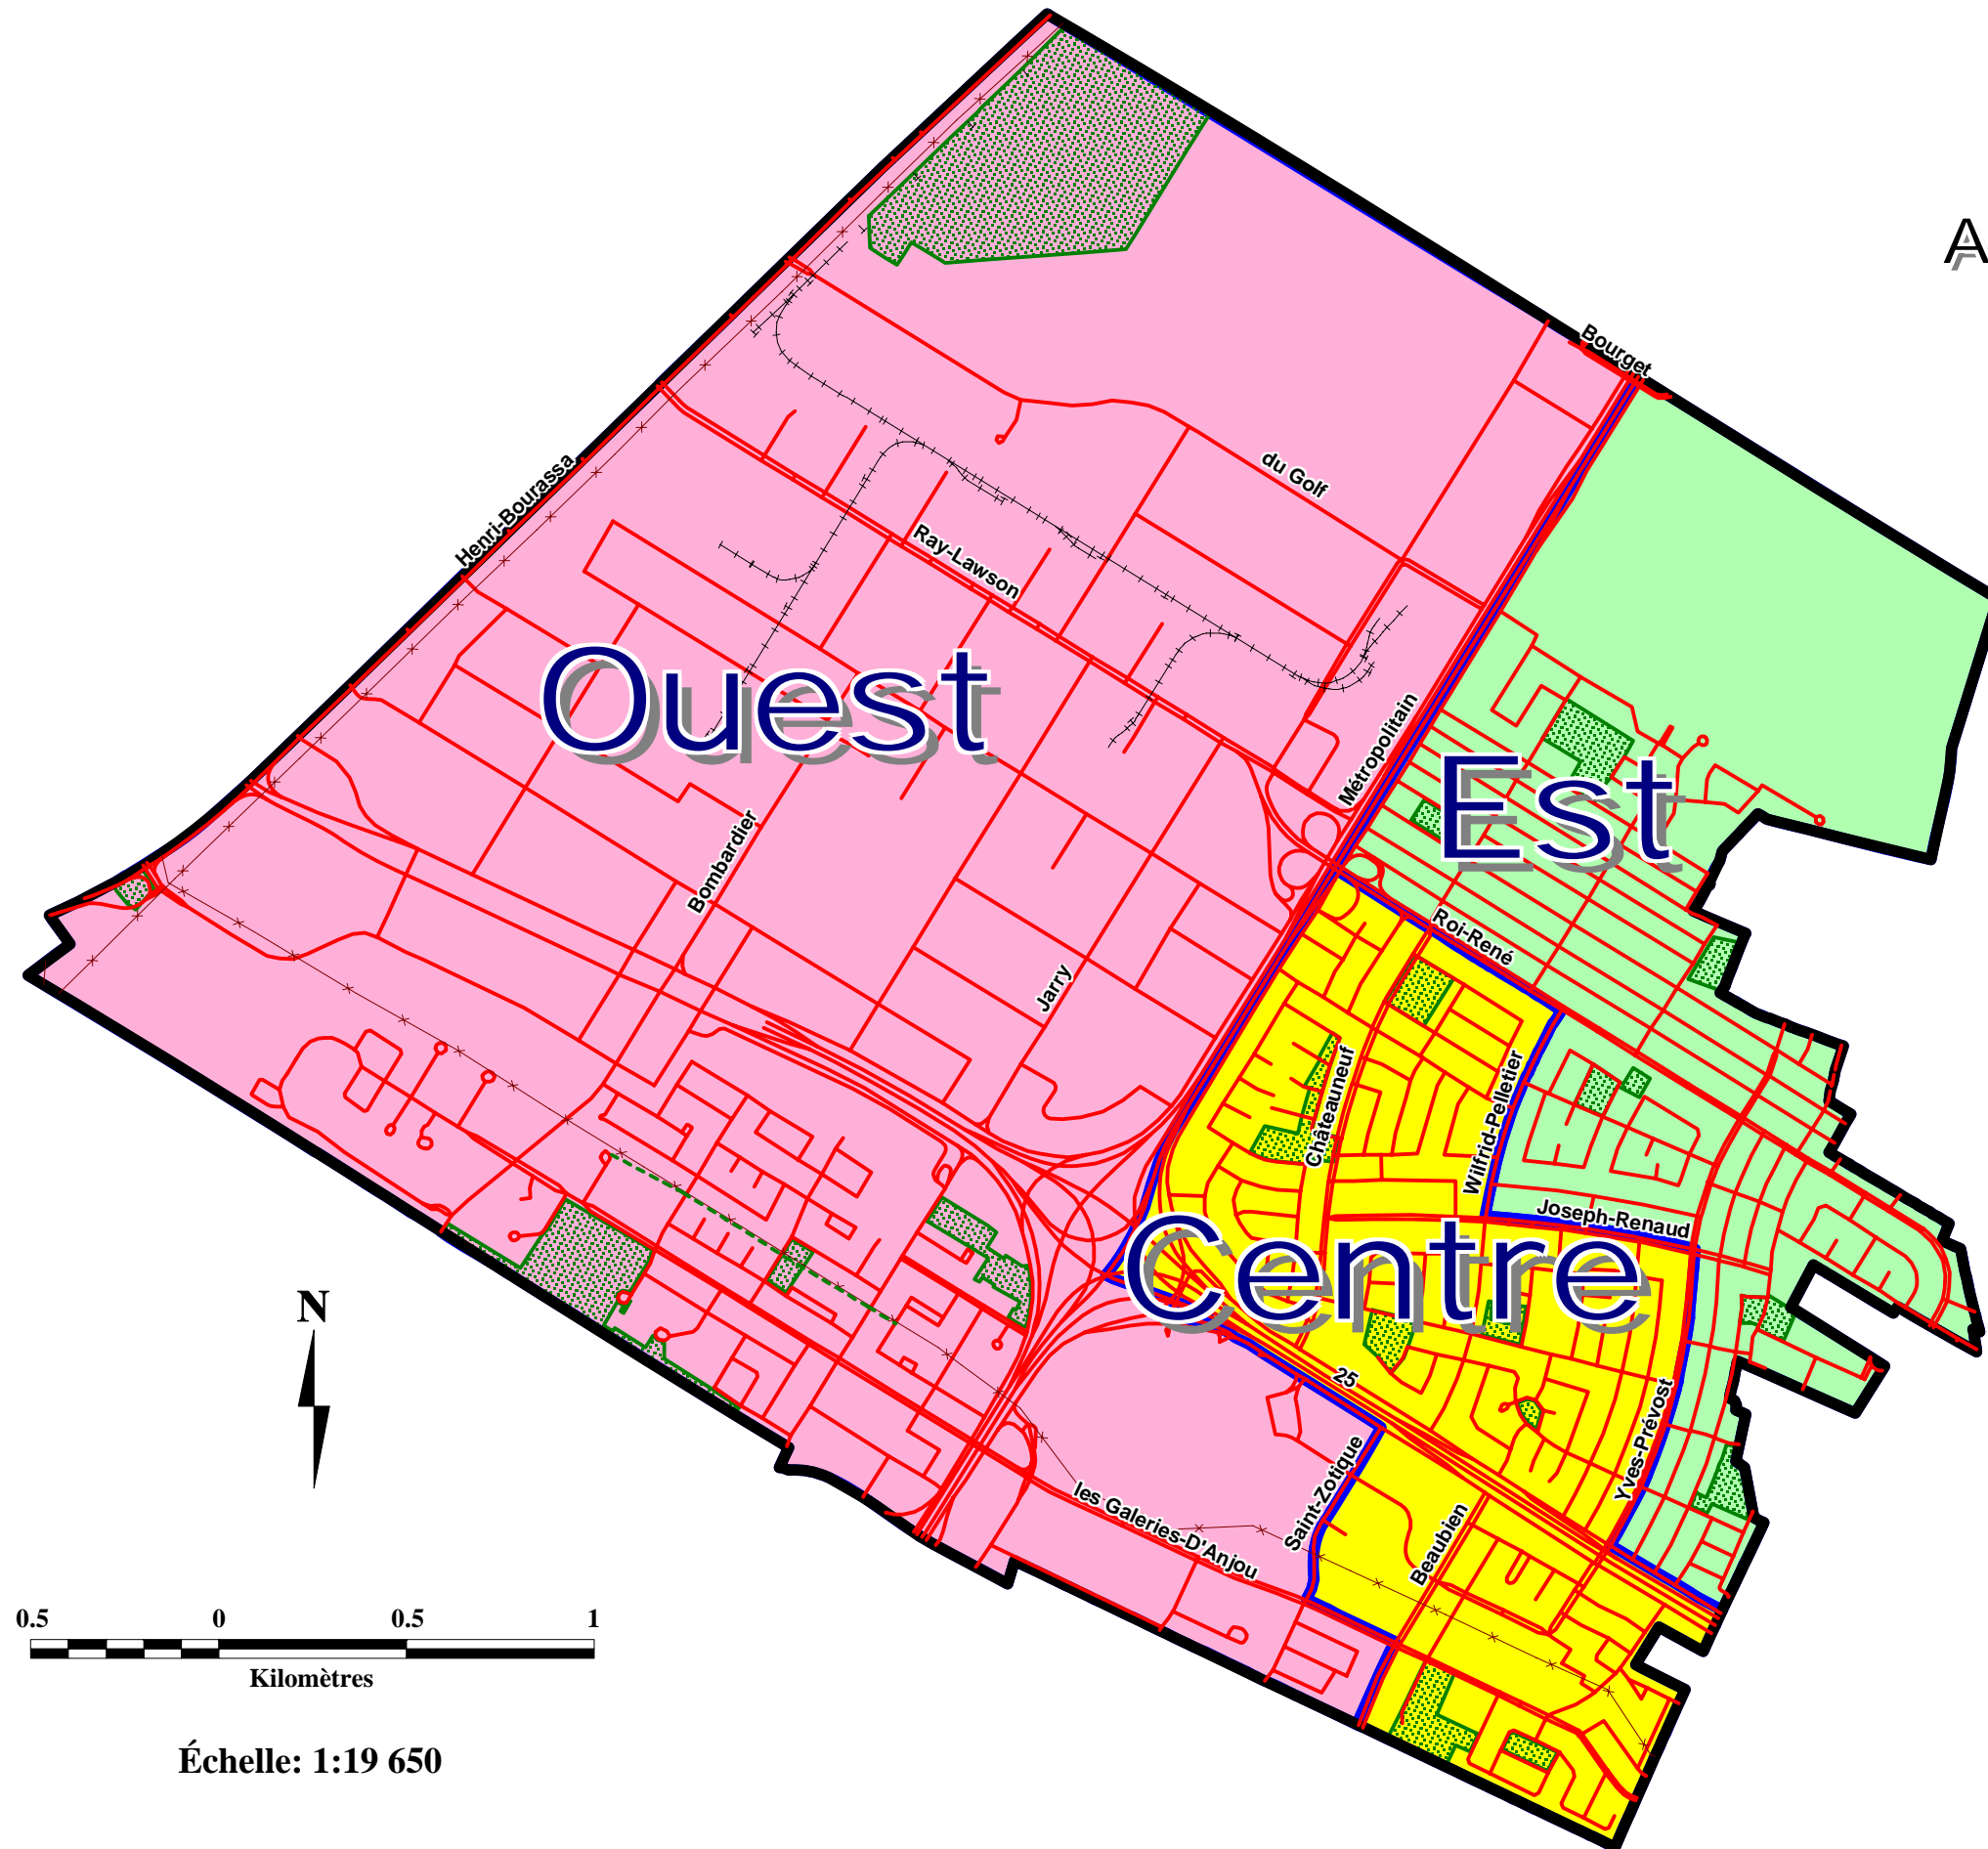 A
Bourget
du Golf
Henri-Bourassa
Ray-Lawson
Ouest
Métropolitain
Est
Bombardier
Roi-René
Jarry
Châteauneuf
Wilfrid-Pelletier
Joseph-Renaud
Centre
N
25
Yves-Prévost
Saint-Zotique
les Galeries-D'Anjou
Beaubien
0.5 0 0.5 1
Kilomètres
Échelle: 1:19 650